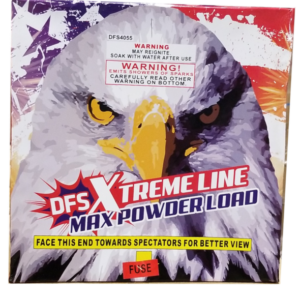 DFS4055
WARNING
MAY REIGNITE
SOAK WITH WATER AFTER USE
WARNING!
EMITS SHOWERS OF SPARKS
CAREFULLY READ OTHER
WARNING ON BOTTOM
DFS XTREME LINE
MAX POWDER LOAD
FACE THIS END TOWARDS SPECTATORS FOR BETTER VIEW
FUSE